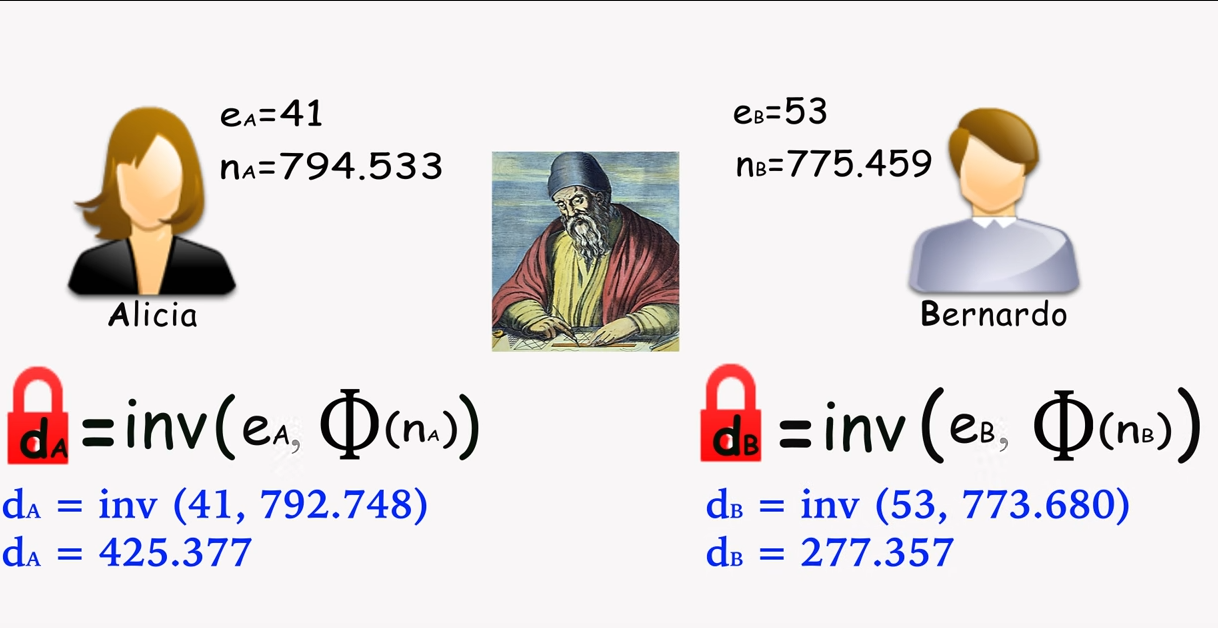 eA=41
nA=794.533
Alicia
dA=inv(eA, Φ(nA))
dA = inv (41, 792.748)
dA = 425.377
eB=53
nB=775.459
Bernardo
dB=inv(eB, Φ(nB))
dB = inv (53, 773.680)
dB = 277.357